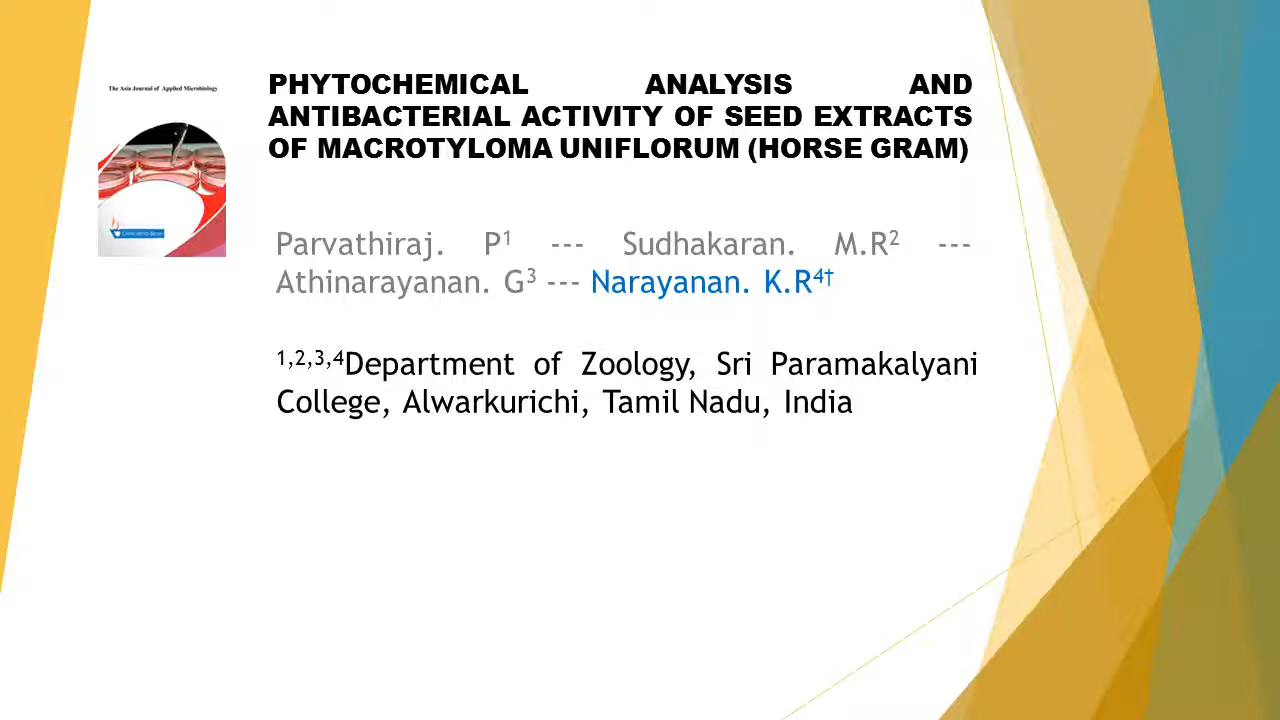 The Asia Journal of Applied Microbiology
PHYTOCHEMICAL ANALYSIS AND
ANTIBACTERIAL ACTIVITY OF SEED EXTRACTS
OF MACROTYLOMA UNIFLORUM (HORSE GRAM)
Parvathiraj. P¹ --- Sudhakaran. M.R² ---
Athinarayanan. G³ --- Narayanan. K.R⁴†
¹,²,³,⁴Department of Zoology, Sri Paramakalyani
College, Alwarkurichi, Tamil Nadu, India